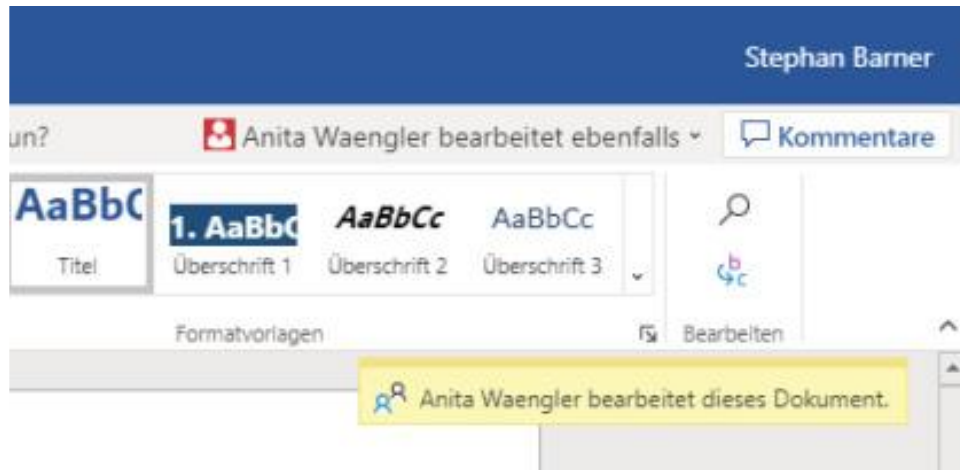 Stephan Barner
un?
Anita Waengler bearbeitet ebenfalls
Kommentare
AaBbC
1. AaBbC
AaBbCc
AaBbCc
Titel
Überschrift 1
Überschrift 2
Überschrift 3
b
c
Formatvorlagen
Bearbeiten
Anita Waengler bearbeitet dieses Dokument.